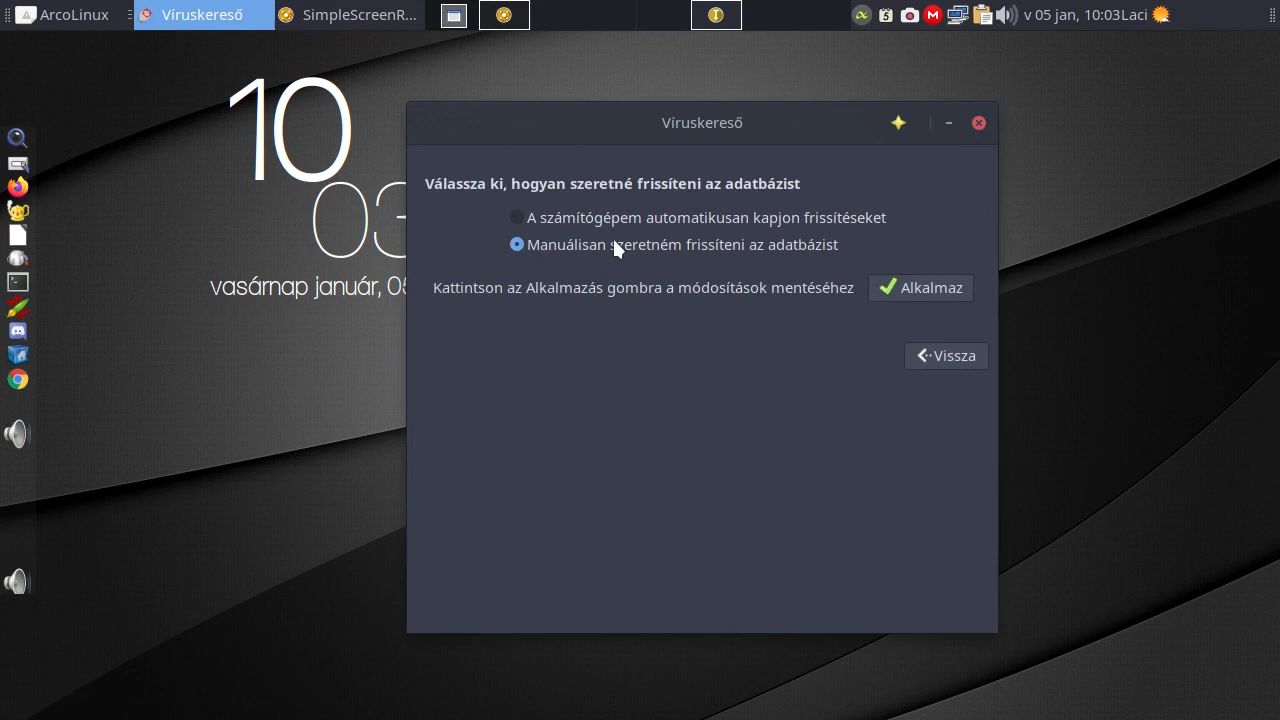 ArcoLinux
Víruskereső
SimpleScreenR...
5
v 05 jan, 10:03
Laci
10
03
vasárnap január, 05
Víruskereső
Válassza ki, hogyan szeretné frissíteni az adatbázist
A számítógépem automatikusan kapjon frissítéseket
Manuálisan szeretném frissíteni az adatbázist
Kattintson az Alkalmazás gombra a módosítások mentéséhez
Alkalmaz
Vissza